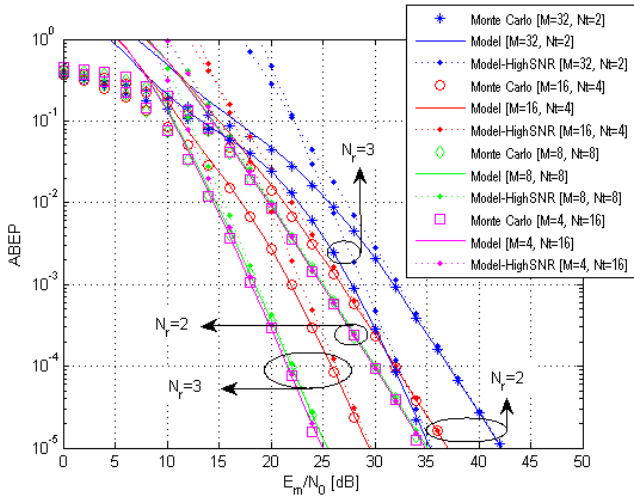 Monte Carlo [M=32, Nt=2]
Model [M=32, Nt=2]
Model-HighSNR [M=32, Nt=2]
Monte Carlo [M=16, Nt=4]
Model [M=16, Nt=4]
Model-HighSNR [M=16, Nt=4]
Monte Carlo [M=8, Nt=8]
Model [M=8, Nt=8]
Model-HighSNR [M=8, Nt=8]
Monte Carlo [M=4, Nt=16]
Model [M=4, Nt=16]
Model-HighSNR [M=4, Nt=16]
10^0
10^-1
10^-2
10^-3
10^-4
10^-5
ABEP
N_r=3
N_r=2
N_r=3
N_r=2
0 5 10 15 20 25 30 35 40 45 50
E_m/N_0 [dB]